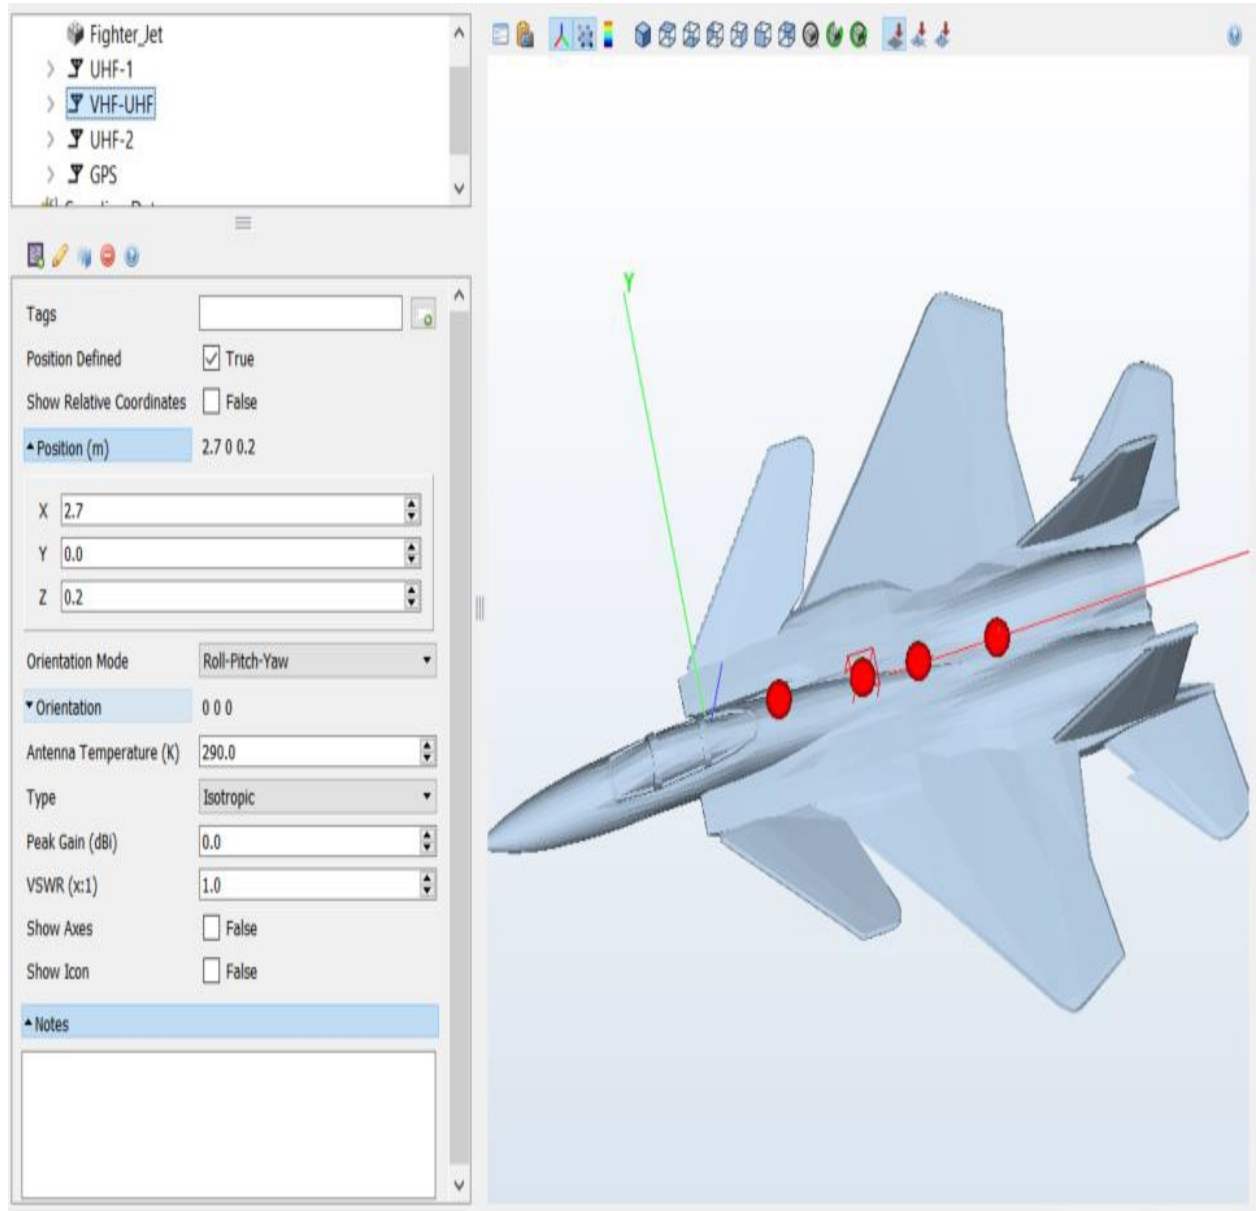 Fighter_Jet
UHF-1
VHF-UHF
UHF-2
GPS
Tags
Position Defined True
Show Relative Coordinates False
Position (m) 2.7 0 0.2
X 2.7
Y 0.0
Z 0.2
Orientation Mode Roll-Pitch-Yaw
Orientation 0 0 0
Antenna Temperature (K) 290.0
Type Isotropic
Peak Gain (dBi) 0.0
VSWR (x:1) 1.0
Show Axes False
Show Icon False
Notes
Y